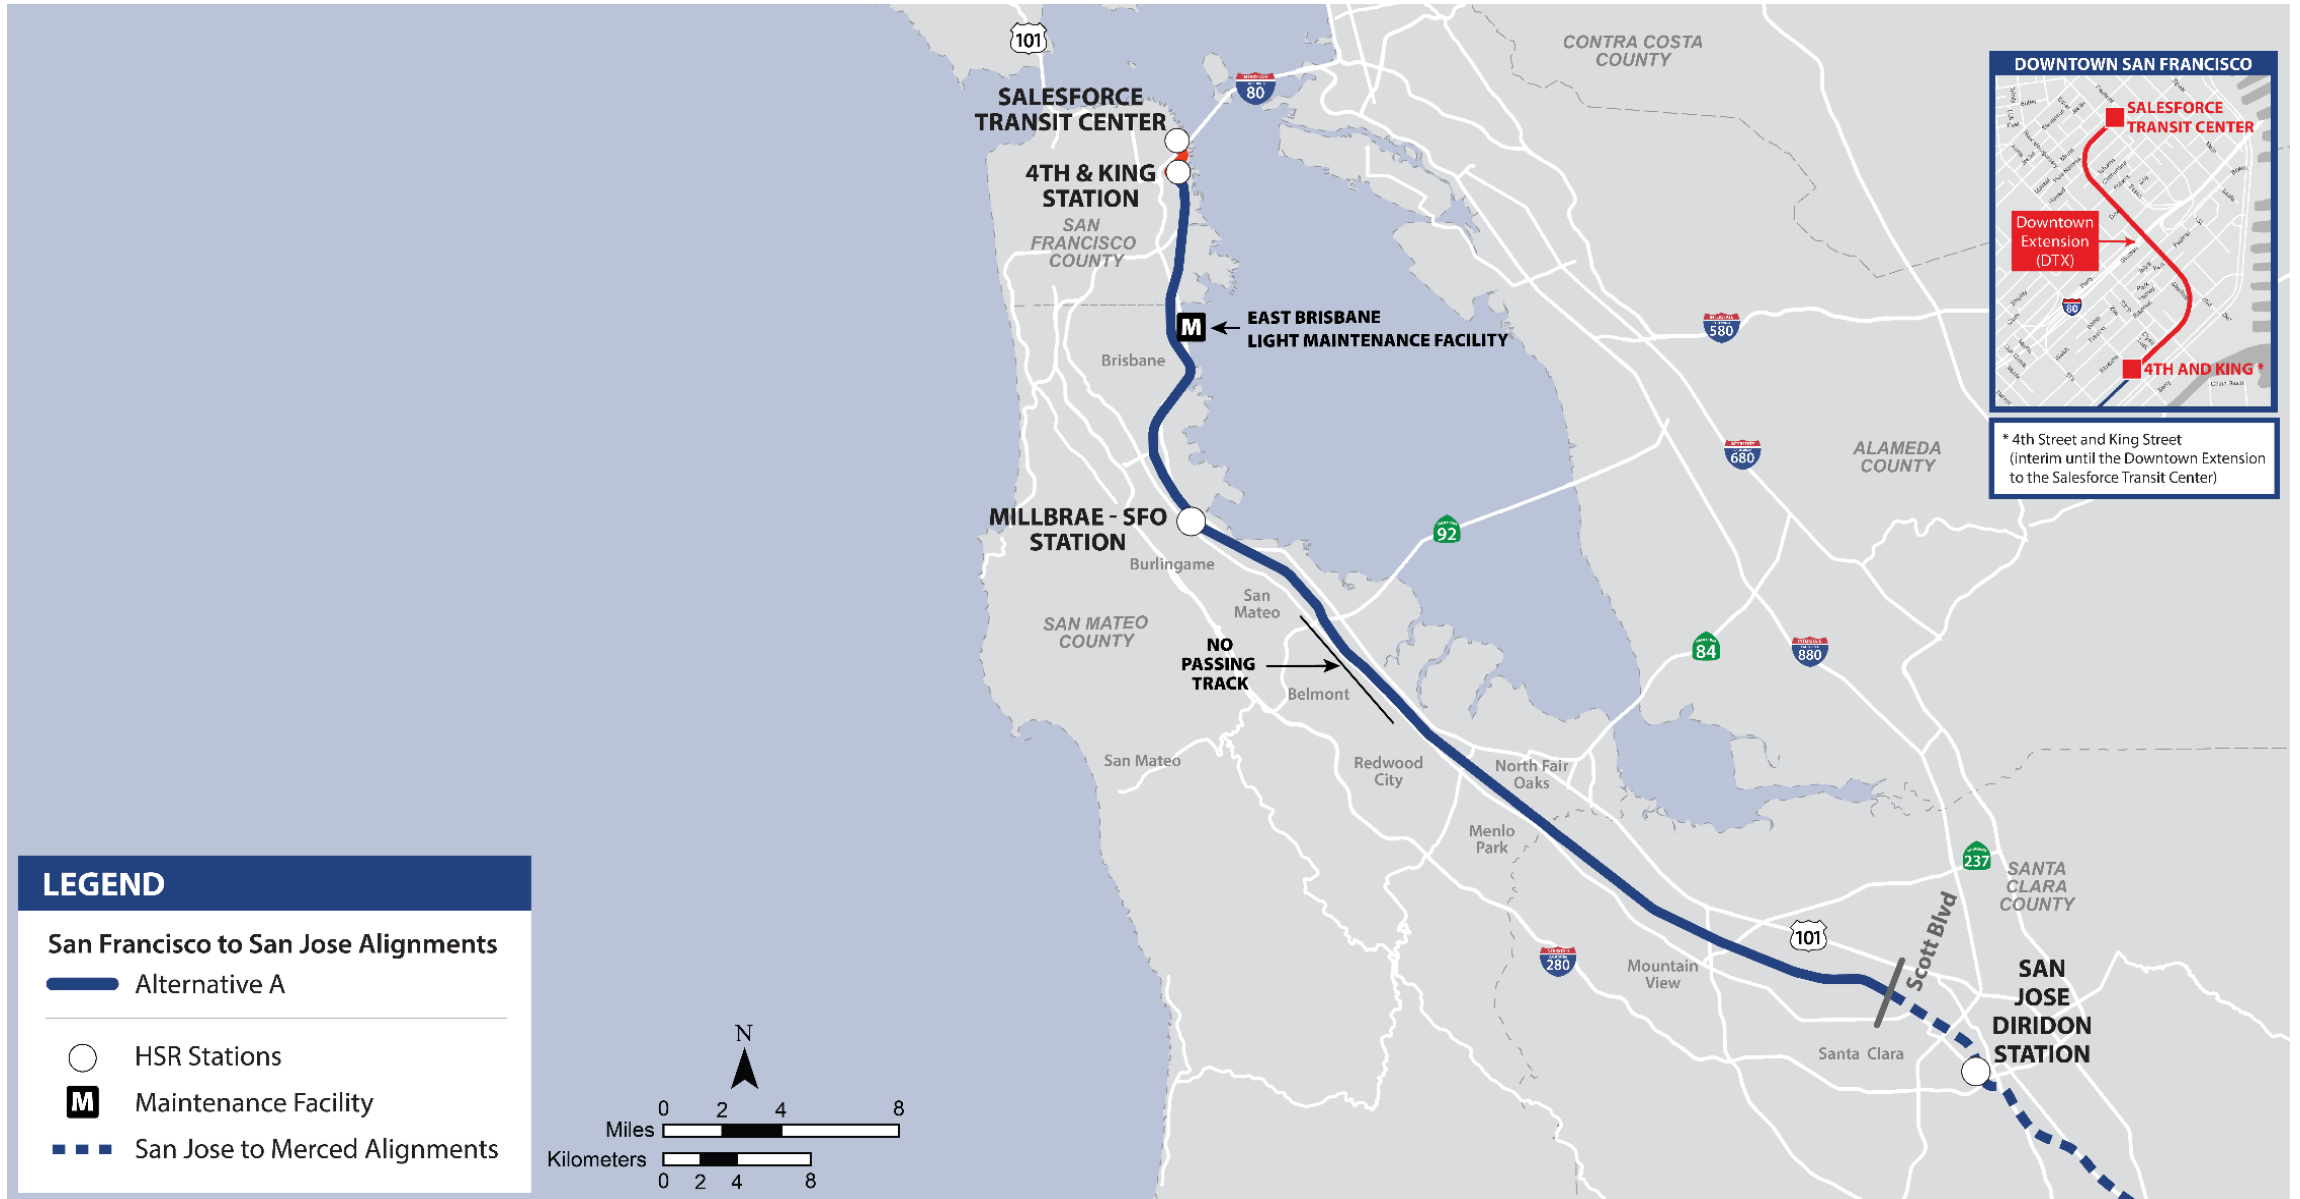 101
CONTRA COSTA
COUNTY
80
SALESFORCE
TRANSIT CENTER
4TH & KING
STATION
SAN
FRANCISCO
COUNTY
EAST BRISBANE
LIGHT MAINTENANCE FACILITY
M
Brisbane
580
680
ALAMEDA
COUNTY
MILLBRAE - SFO
STATION
92
Burlingame
San
Mateo
SAN MATEO
COUNTY
NO
PASSING
TRACK
84
880
Belmont
San Mateo
Redwood
City
North Fair
Oaks
Menlo
Park
237
SANTA
CLARA
COUNTY
101
Scott Blvd
280
Mountain
View
SAN
JOSE
DIRIDON
STATION
Santa Clara
DOWNTOWN SAN FRANCISCO
SALESFORCE
TRANSIT CENTER
Downtown
Extension
(DTX)
80
4TH AND KING *
* 4th Street and King Street
(interim until the Downtown Extension
to the Salesforce Transit Center)
LEGEND
San Francisco to San Jose Alignments
Alternative A
HSR Stations
M
Maintenance Facility
San Jose to Merced Alignments
N
0 2 4 8
Miles
Kilometers
0 2 4 8